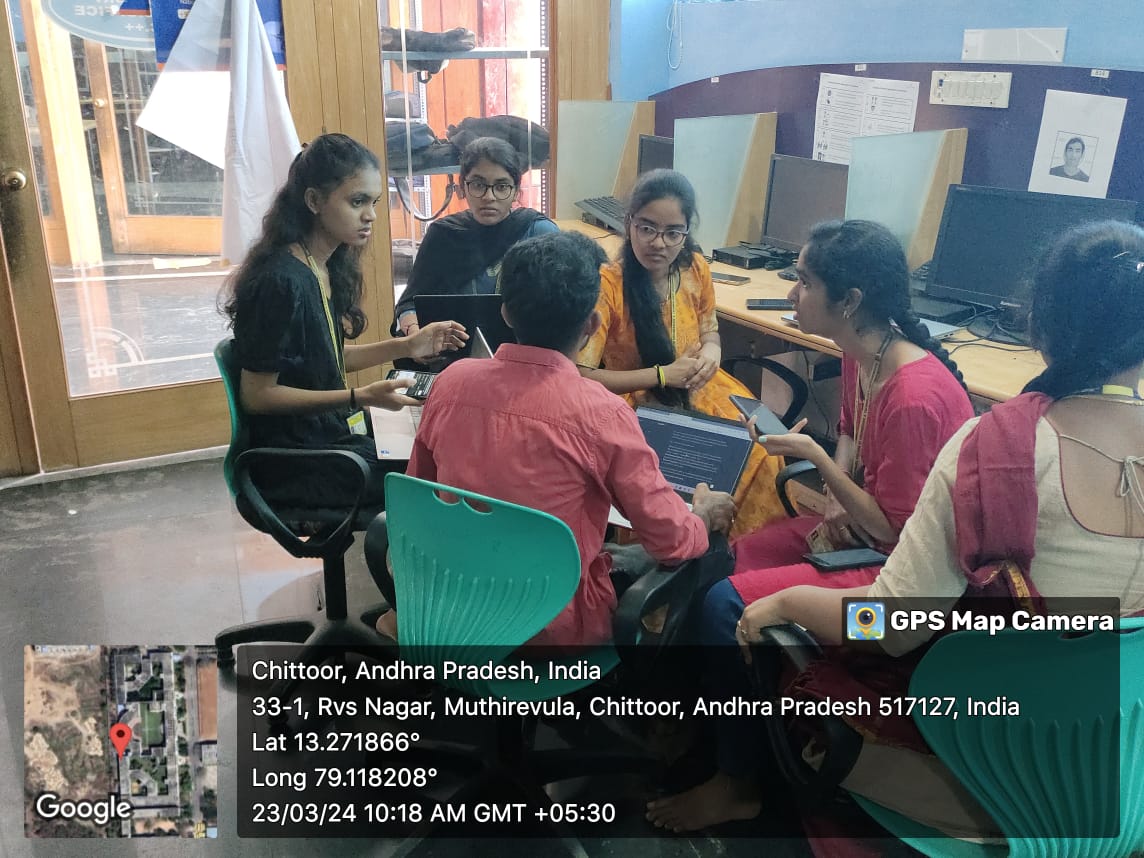 GPS Map Camera
Chittoor, Andhra Pradesh, India
33-1, Rvs Nagar, Muthirevula, Chittoor, Andhra Pradesh 517127, India
Lat 13.271866°
Long 79.118208°
23/03/24 10:18 AM GMT +05:30
Google